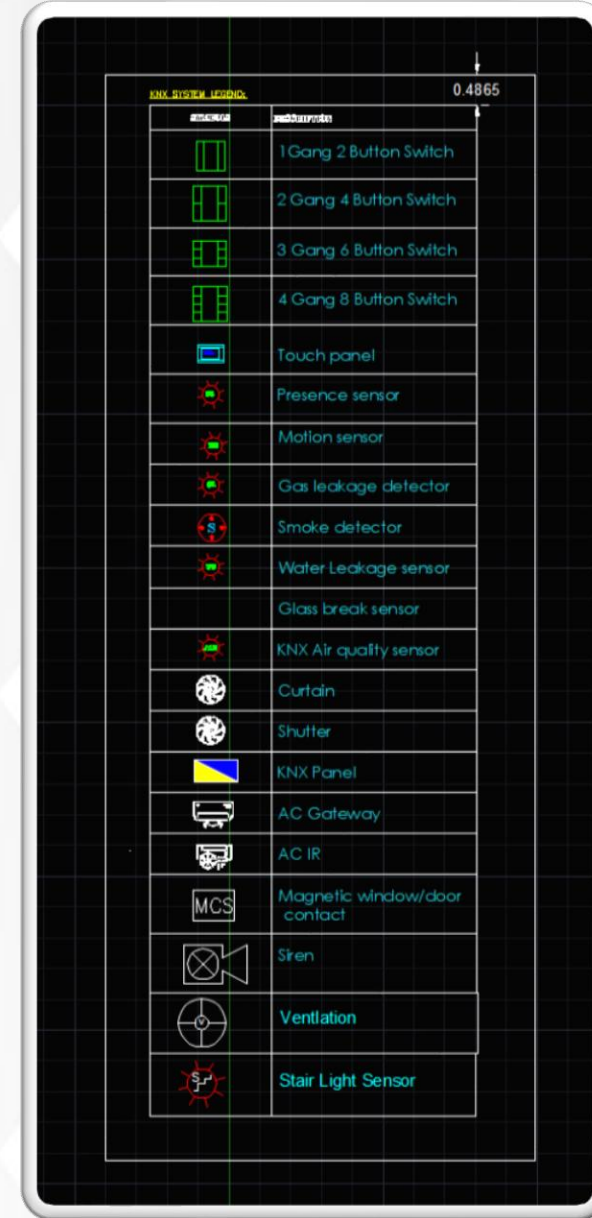 KNX SYSTEM LEGEND:
0.4865
DESCRIPTION
1Gang 2 Button Switch
2 Gang 4 Button Switch
3 Gang 6 Button Switch
4 Gang 8 Button Switch
Touch panel
Presence sensor
Motion sensor
Gas leakage detector
S
Smoke detector
Water Leakage sensor
Glass break sensor
KNX Air quality sensor
Curtain
Shutter
KNX Panel
AC Gateway
AC IR
MCS
Magnetic window/door
contact
Siren
V
Ventlation
S
Stair Light Sensor